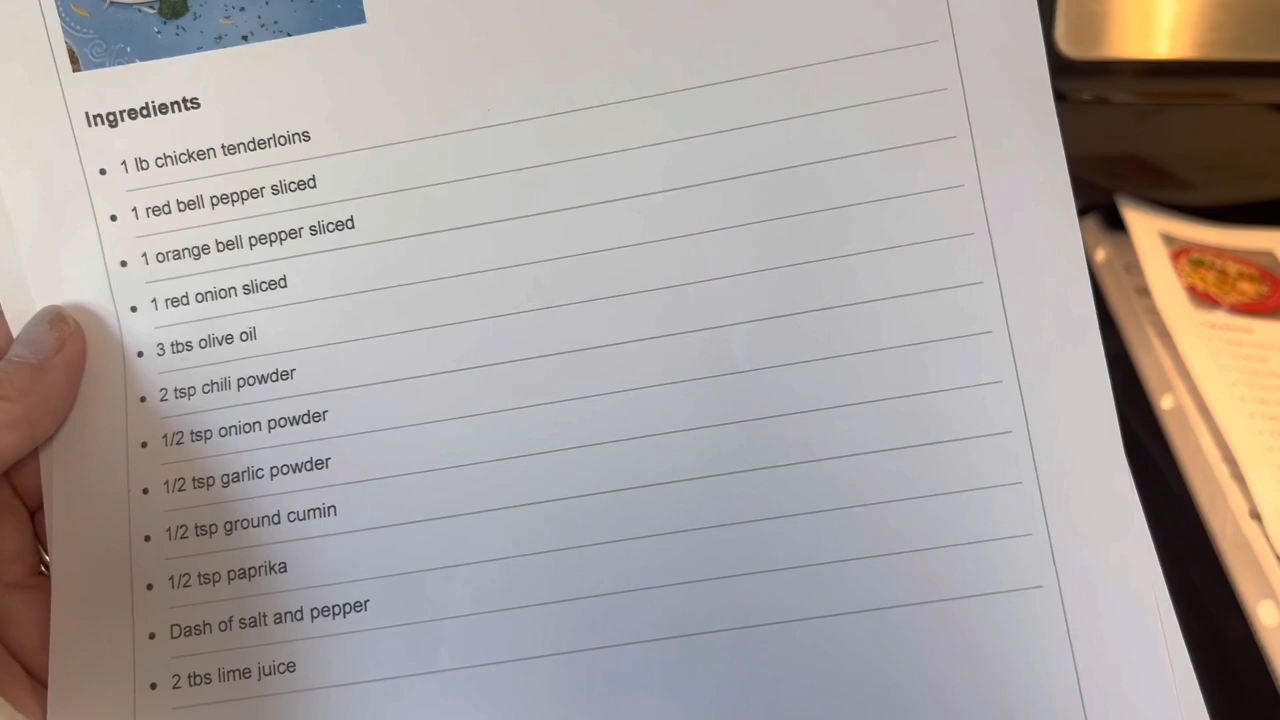 Ingredients
1 lb chicken tenderloins
1 red bell pepper sliced
1 orange bell pepper sliced
1 red onion sliced
3 tbs olive oil
2 tsp chili powder
1/2 tsp onion powder
1/2 tsp garlic powder
1/2 tsp ground cumin
1/2 tsp paprika
Dash of salt and pepper
2 tbs lime juice